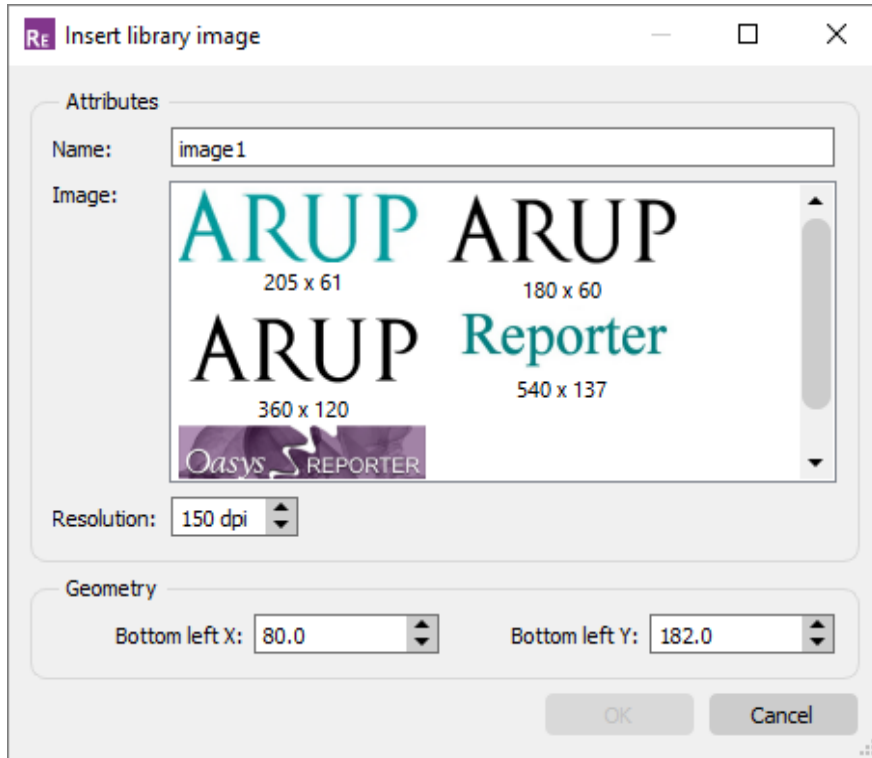 RE Insert library image
Attributes
Name: image1
Image:
ARUP ARUP
205 x 61 180 x 60
ARUP Reporter
360 x 120 540 x 137
Oasys REPORTER
Resolution: 150 dpi
Geometry
Bottom left X: 80.0 Bottom left Y: 182.0
OK Cancel